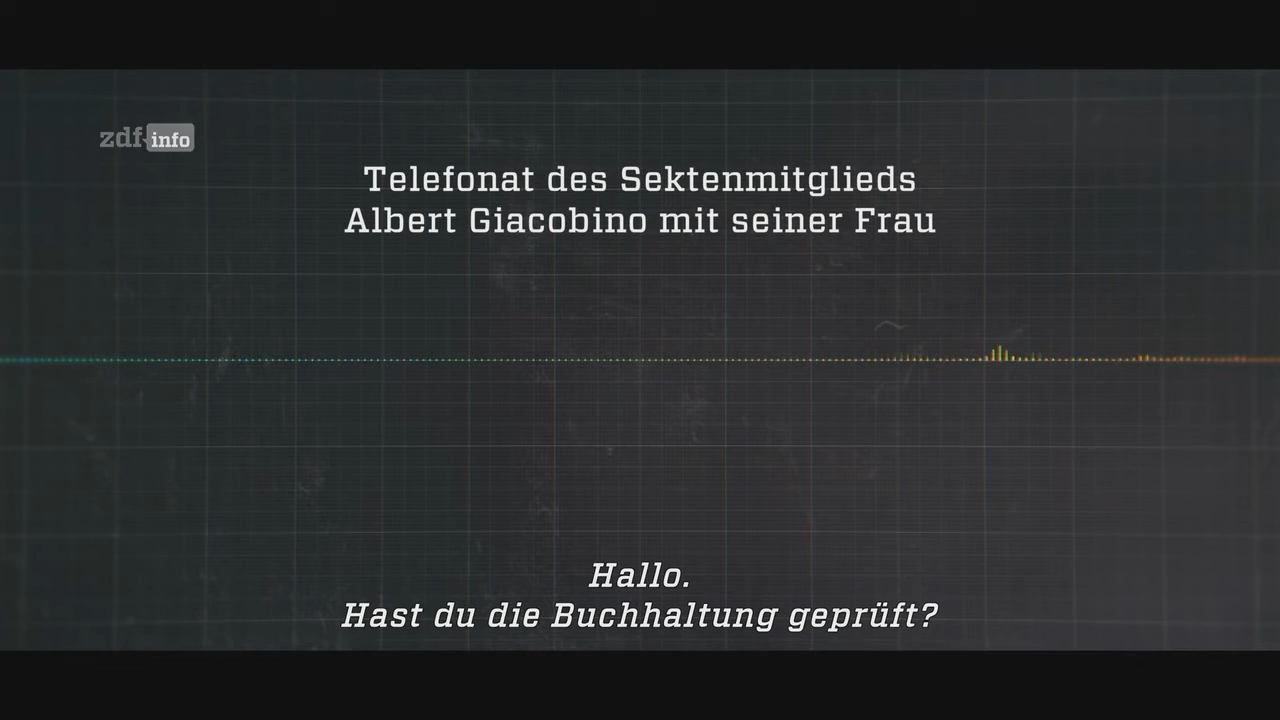 zdf info
Telefonat des Sektenmitglieds
Albert Giacobino mit seiner Frau
Hallo.
Hast du die Buchhaltung geprüft?